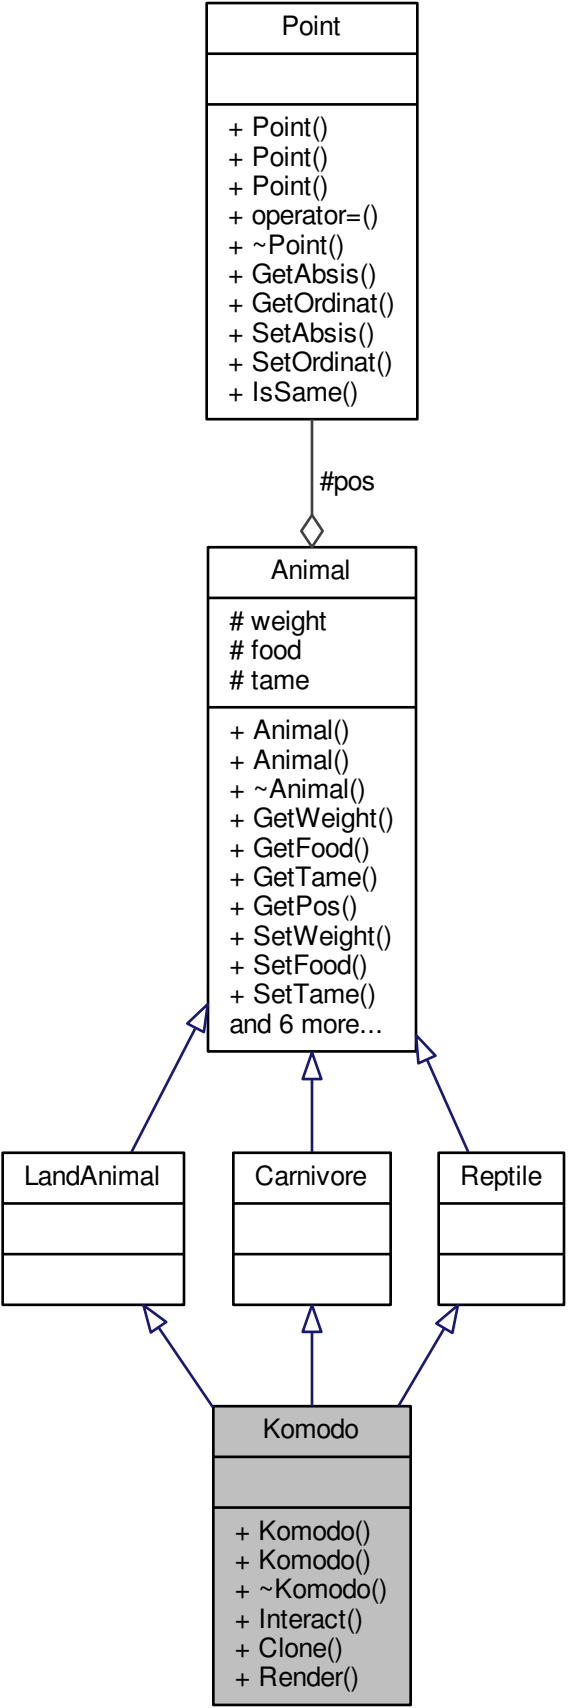 Point
+ Point()
+ Point()
+ Point()
+ operator=()
+ ~Point()
+ GetAbsis()
+ GetOrdinat()
+ SetAbsis()
+ SetOrdinat()
+ IsSame()
#pos
Animal
# weight
# food
# tame
+ Animal()
+ Animal()
+ ~Animal()
+ GetWeight()
+ GetFood()
+ GetTame()
+ GetPos()
+ SetWeight()
+ SetFood()
+ SetTame()
and 6 more...
LandAnimal
Carnivore
Reptile
Komodo
+ Komodo()
+ Komodo()
+ ~Komodo()
+ Interact()
+ Clone()
+ Render()